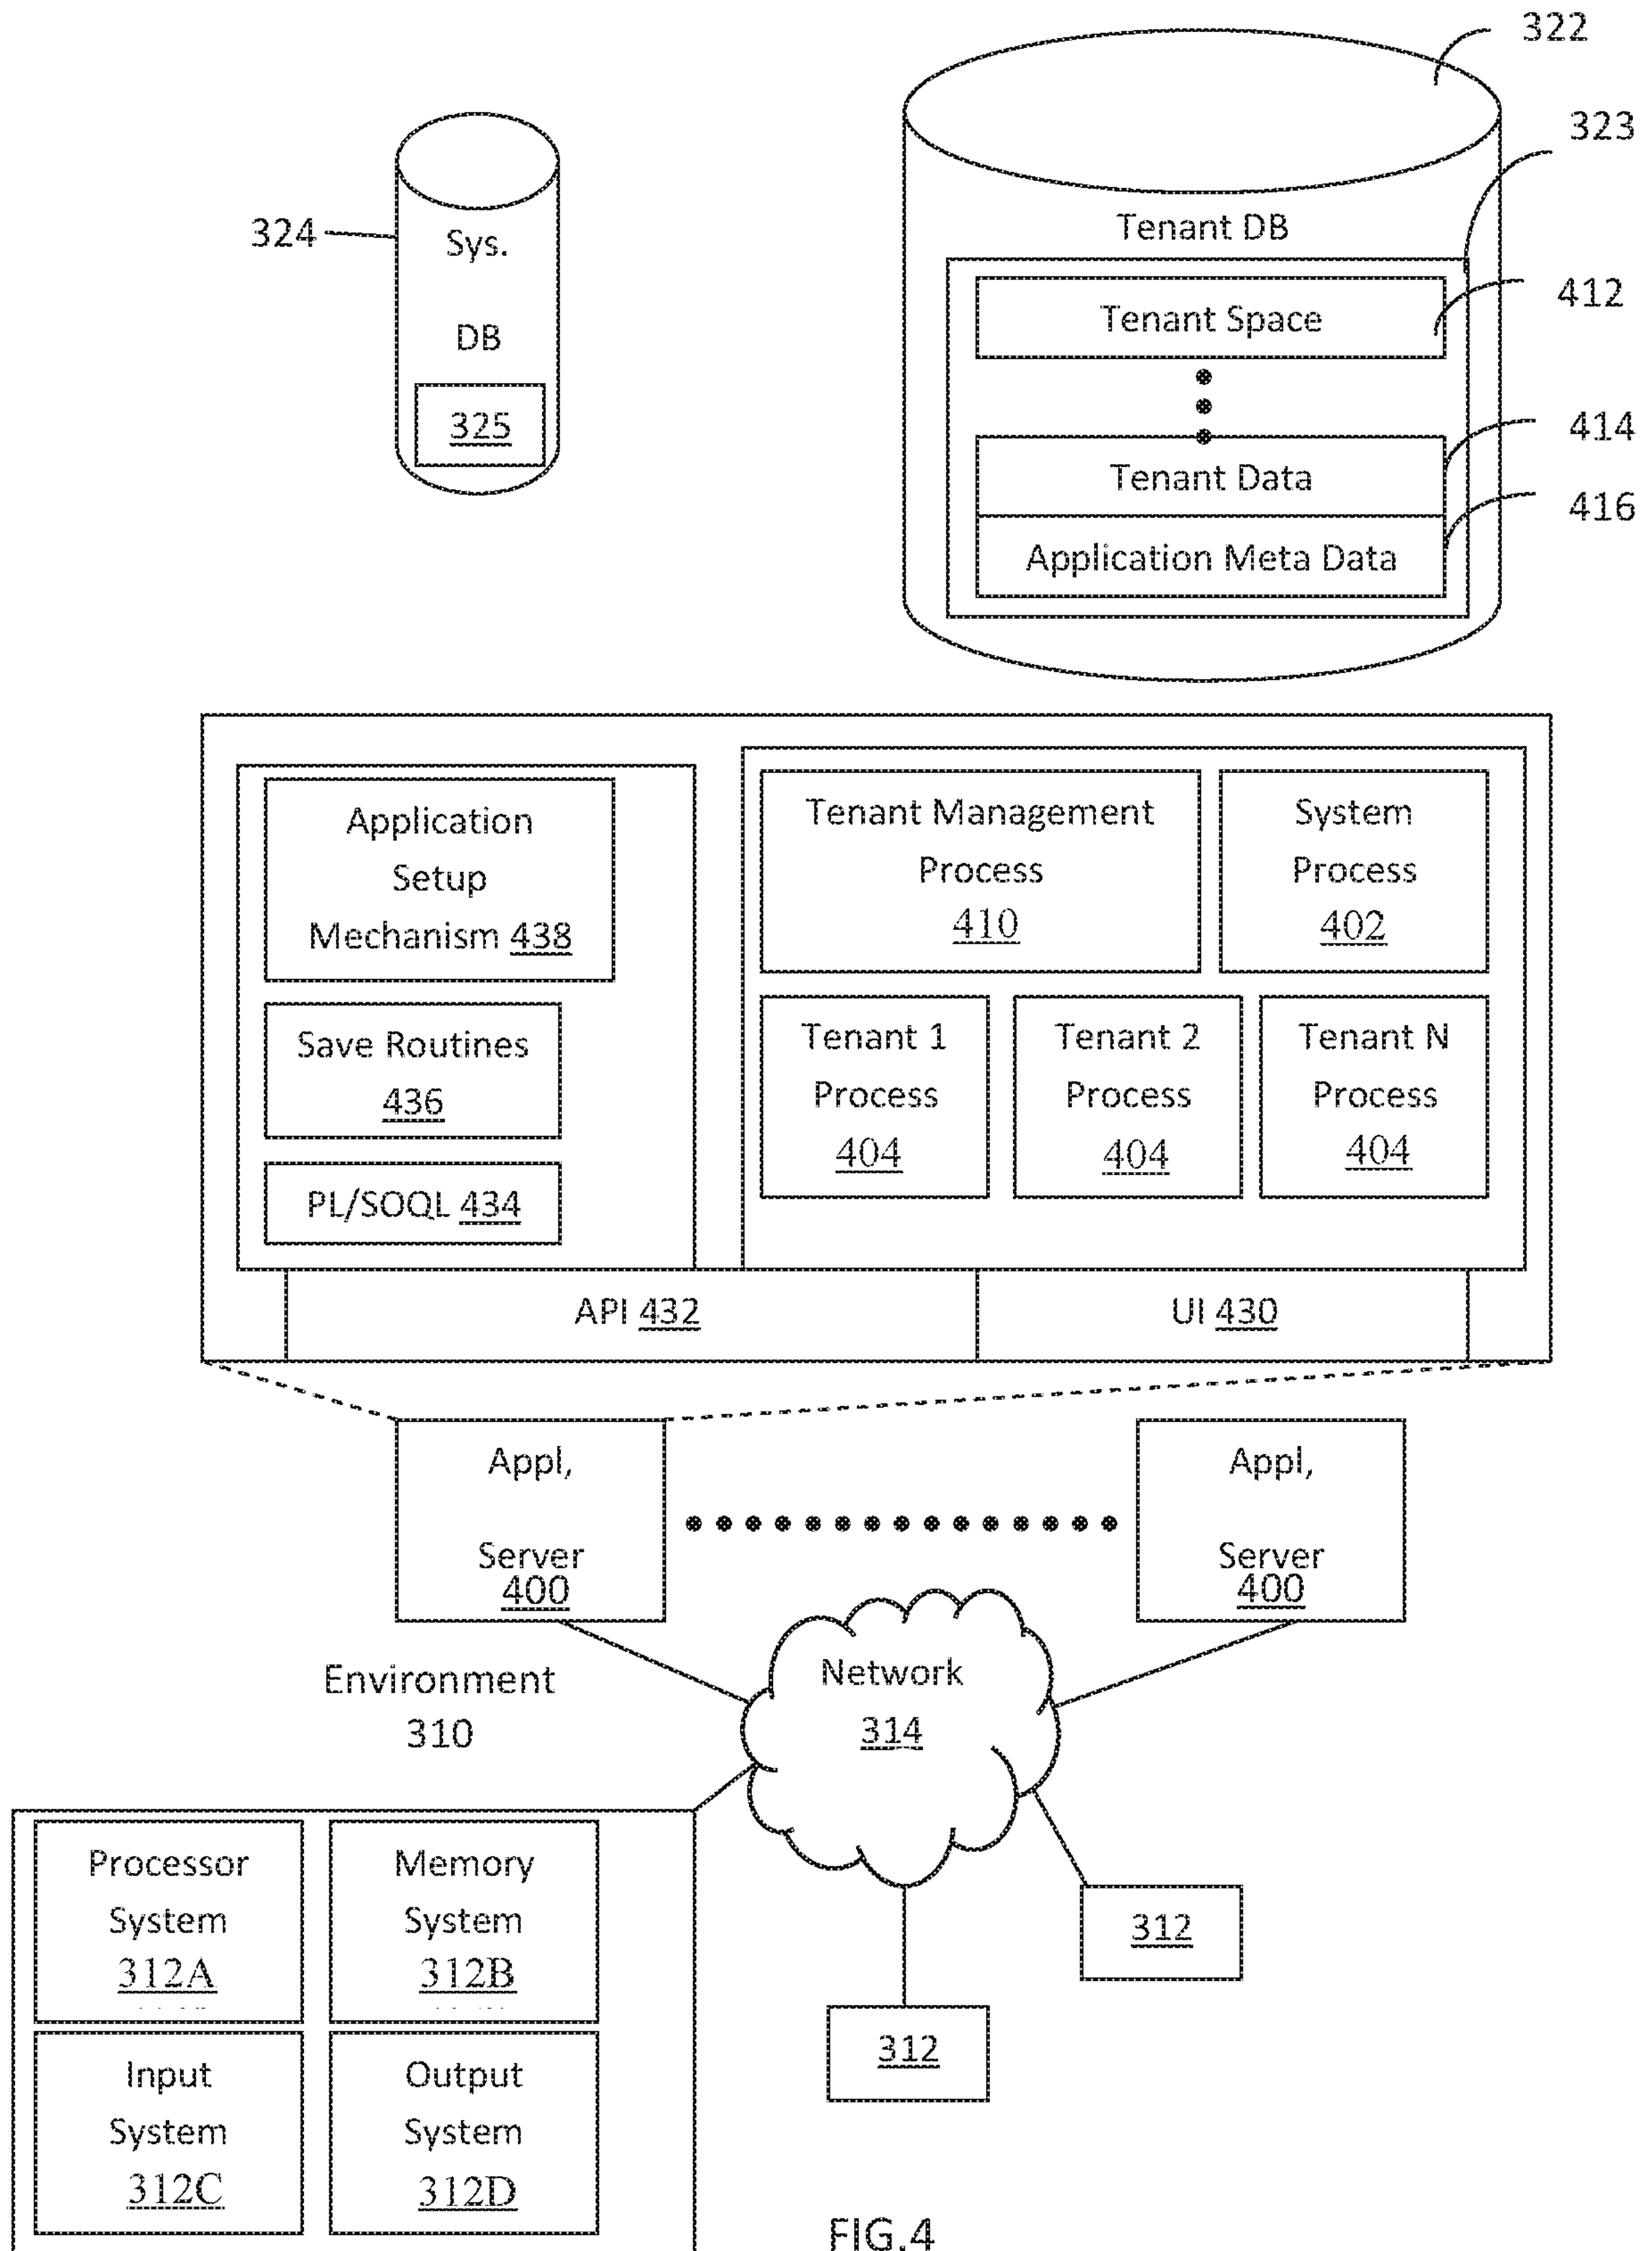 322
323
324
Sys.
DB
325
Tenant DB
Tenant Space
412
Tenant Data
414
Application Meta Data
416
Application
Setup
Mechanism 438
Save Routines
436
PL/SOQL 434
Tenant Management
Process
410
System
Process
402
Tenant 1
Process
404
Tenant 2
Process
404
Tenant N
Process
404
API 432
UI 430
Appl,
Server
400
Appl,
Server
400
Environment
310
Network
314
Processor
System
312A
Memory
System
312B
Input
System
312C
Output
System
312D
312
312
FIG.4